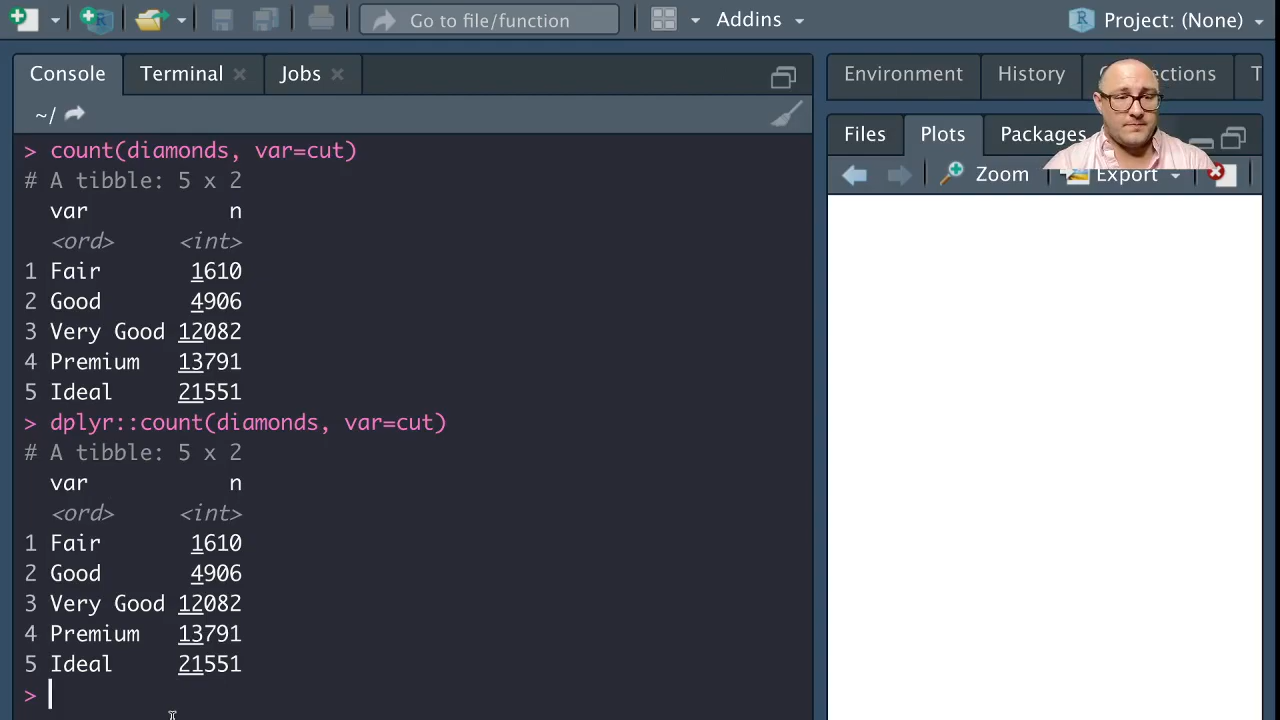 Go to file/function
Addins
Project: (None)
Console
Terminal
Jobs
~/
> count(diamonds, var=cut)
# A tibble: 5 x 2
var n
<ord> <int>
1 Fair 1610
2 Good 4906
3 Very Good 12082
4 Premium 13791
5 Ideal 21551
> dplyr::count(diamonds, var=cut)
# A tibble: 5 x 2
var n
<ord> <int>
1 Fair 1610
2 Good 4906
3 Very Good 12082
4 Premium 13791
5 Ideal 21551
>
Environment
History
Files
Plots
Packages
Zoom
Export